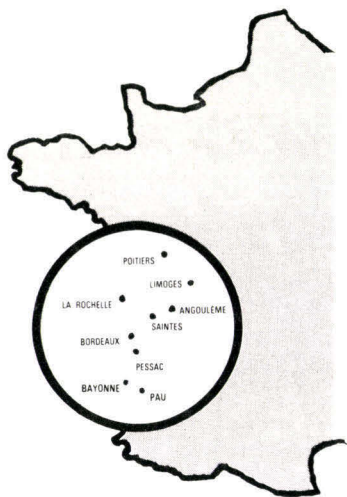 POITIERS
LIMOGES
LA ROCHELLE
ANGOULÊME
SAINTES
BORDEAUX
PESSAC
BAYONNE
PAU